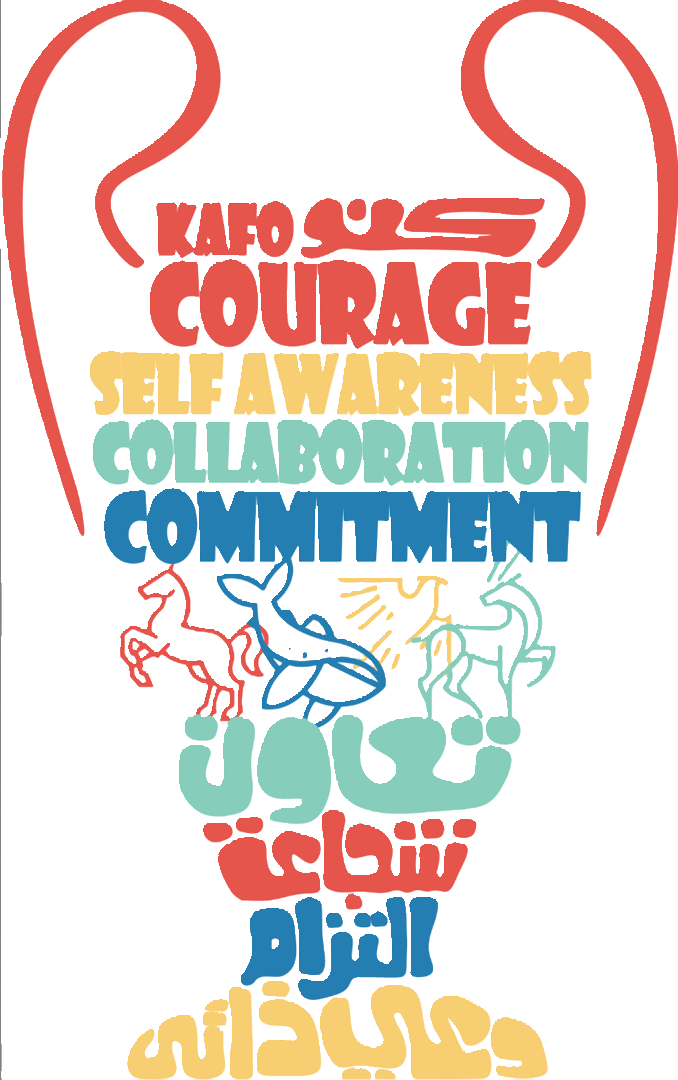 KAFO كفو
COURAGE
SELF AWARENESS
COLLABORATION
COMMITMENT
تعاون
شجاعة
التزام
وعي ذاتي